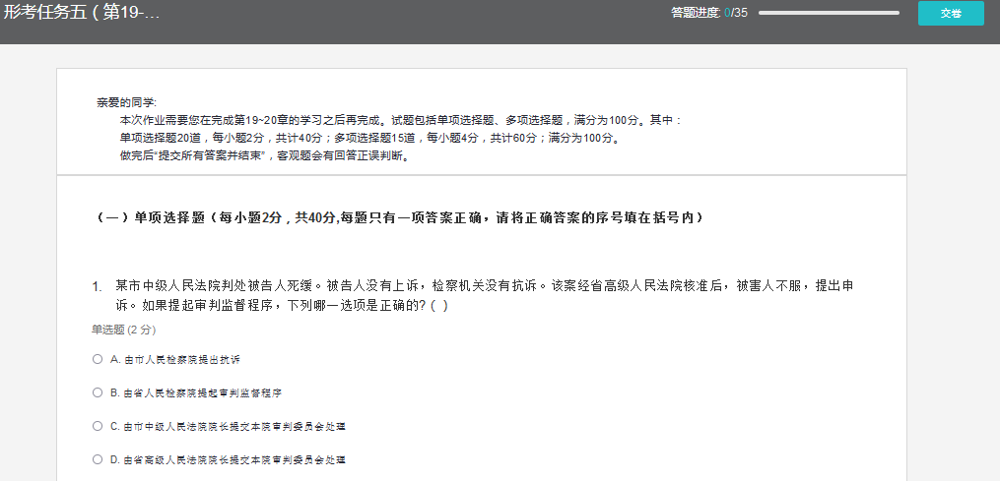 形考任务五（第19-...
答题进度: 0/35
交卷
亲爱的同学:
本次作业需要您在完成第19~20章的学习之后再完成。试题包括单项选择题、多项选择题，满分为100分。其中：
单项选择题20道，每小题2分，共计40分；多项选择题15道，每小题4分，共计60分；满分为100分。
做完后“提交所有答案并结束”，客观题会有回答正误判断。
（一）单项选择题（每小题2分，共40分,每题只有一项答案正确，请将正确答案的序号填在括号内）
1. 某市中级人民法院判处被告人死缓。被告人没有上诉，检察机关没有抗诉。该案经省高级人民法院核准后，被害人不服，提出申
诉。如果提起审判监督程序，下列哪一选项是正确的?（ ）
单选题 (2 分)
A. 由市人民检察院提出抗诉
B. 由省人民检察院提起审判监督程序
C. 由市中级人民法院院长提交本院审判委员会处理
D. 由省高级人民法院院长提交本院审判委员会处理